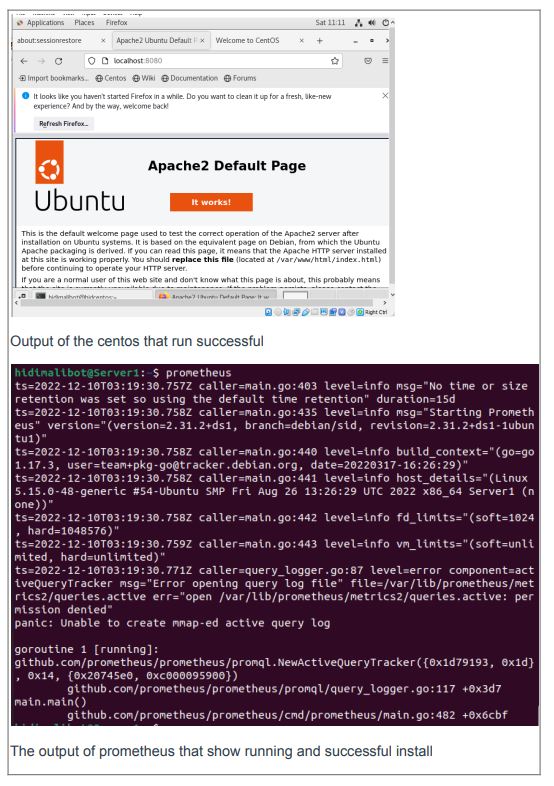 Applications Places Firefox Sat 11:11
about:sessionrestore × Apache2 Ubuntu Default P × Welcome to CentOS × +
localhost:8080
Import bookmarks... Centos Wiki Documentation Forums
It looks like you haven't started Firefox in a while. Do you want to clean it up for a fresh, like-new
experience? And by the way, welcome back!
Refresh Firefox...
Apache2 Default Page
Ubuntu
It works!
This is the default welcome page used to test the correct operation of the Apache2 server after
installation on Ubuntu systems. It is based on the equivalent page on Debian, from which the Ubuntu
Apache packaging is derived. If you can read this page, it means that the Apache HTTP server installed
at this site is working properly. You should replace this file (located at /var/www/html/index.html)
before continuing to operate your HTTP server.
If you are a normal user of this web site and don't know what this page is about, this probably means
Right Ctrl
Output of the centos that run successful
hidimalibot@Server1:~$ prometheus
ts=2022-12-10T03:19:30.757Z caller=main.go:403 level=info msg="No time or size
retention was set so using the default time retention" duration=15d
ts=2022-12-10T03:19:30.758Z caller=main.go:435 level=info msg="Starting Prometh
eus" version="(version=2.31.2+ds1, branch=debian/sid, revision=2.31.2+ds1-1ubun
tu1)"
ts=2022-12-10T03:19:30.758Z caller=main.go:440 level=info build_context="(go=go
1.17.3, user=team+pkg-go@tracker.debian.org, date=20220317-16:26:29)"
ts=2022-12-10T03:19:30.758Z caller=main.go:441 level=info host_details="(Linux
5.15.0-48-generic #54-Ubuntu SMP Fri Aug 26 13:26:29 UTC 2022 x86_64 Server1 (n
one))"
ts=2022-12-10T03:19:30.758Z caller=main.go:442 level=info fd_limits="(soft=1024
, hard=1048576)"
ts=2022-12-10T03:19:30.759Z caller=main.go:443 level=info vm_limits="(soft=unli
mited, hard=unlimited)"
ts=2022-12-10T03:19:30.771Z caller=query_logger.go:87 level=error component=act
iveQueryTracker msg="Error opening query log file" file=/var/lib/prometheus/met
rics2/queries.active err="open /var/lib/prometheus/metrics2/queries.active: per
mission denied"
panic: Unable to create mmap-ed active query log
goroutine 1 [running]:
github.com/prometheus/prometheus/promql.NewActiveQueryTracker({0x1d79193, 0x1d}
, 0x14, {0x20745e0, 0xc000095900})
github.com/prometheus/prometheus/promql/query_logger.go:117 +0x3d7
main.main()
github.com/prometheus/prometheus/cmd/prometheus/main.go:482 +0x6cbf
The output of prometheus that show running and successful install